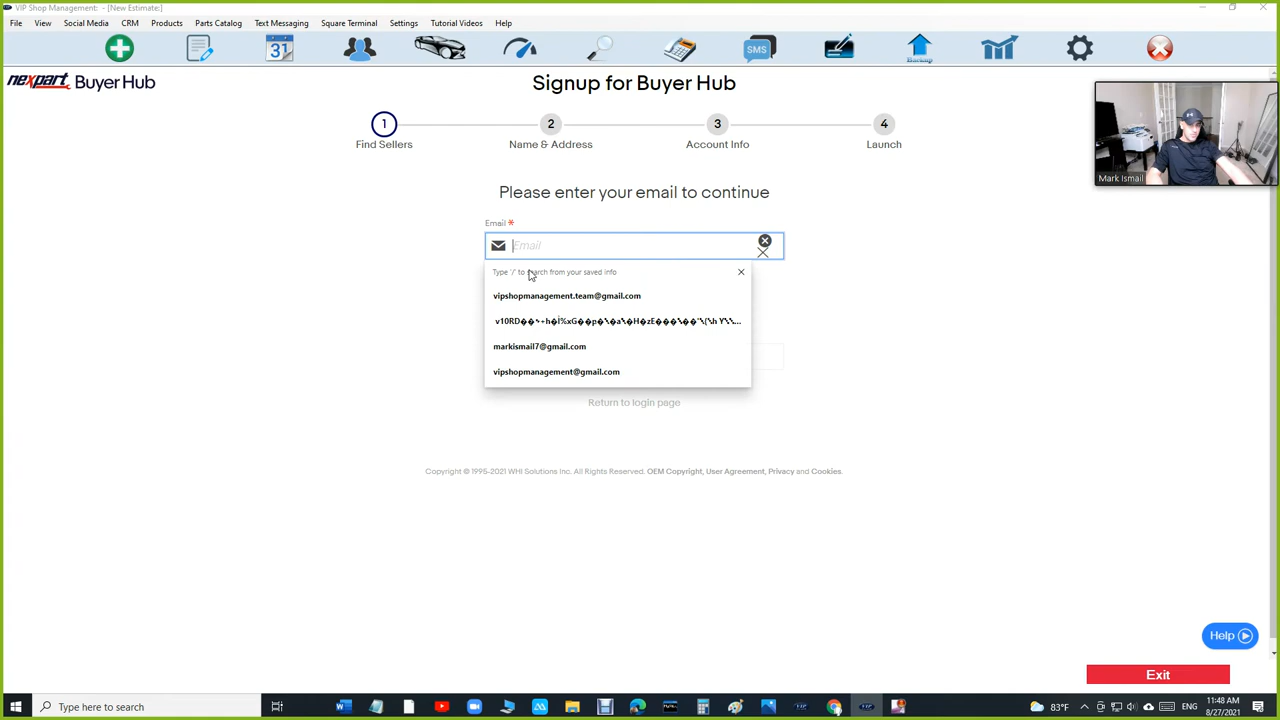 VIP Shop Management: - [New Estimate:]
File View Social Media CRM Products Parts Catalog Text Messaging Square Terminal Settings Tutorial Videos Help
31 SMS Backup
nexpart Buyer Hub
Signup for Buyer Hub
1 2 3 4
Find Sellers Name & Address Account Info Launch
Mark Ismail
Please enter your email to continue
Email *
Email
Type '/' to search from your saved info
vipshopmanagement.team@gmail.com
markismail7@gmail.com
vipshopmanagement@gmail.com
Return to login page
Copyright © 1995-2021 WHI Solutions Inc. All Rights Reserved. OEM Copyright, User Agreement, Privacy and Cookies.
Help
Exit
Type here to search
83°F ENG 11:48 AM
8/27/2021